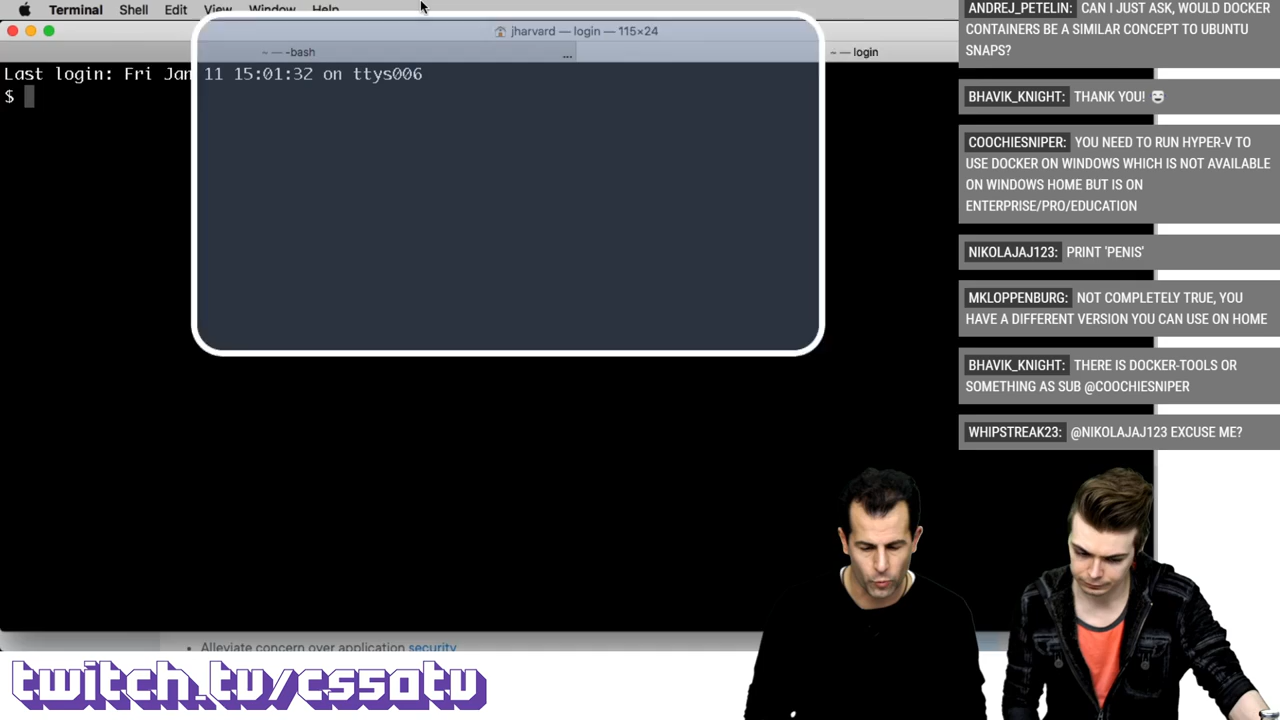 Terminal Shell Edit View Window Help
jharvard — login — 115×24
~ — -bash
...
~ — login
Last login: Fri Jan 11 15:01:32 on ttys006
$
Alleviate concern over application security
twitch.tv/cs50tv
ANDREJ_PETELIN: CAN I JUST ASK, WOULD DOCKER
CONTAINERS BE A SIMILAR CONCEPT TO UBUNTU
SNAPS?
BHAVIK_KNIGHT: THANK YOU!
COOCHIESNIPER: YOU NEED TO RUN HYPER-V TO
USE DOCKER ON WINDOWS WHICH IS NOT AVAILABLE
ON WINDOWS HOME BUT IS ON
ENTERPRISE/PRO/EDUCATION
NIKOLAJAJ123: PRINT 'PENIS'
MKLOPPENBURG: NOT COMPLETELY TRUE, YOU
HAVE A DIFFERENT VERSION YOU CAN USE ON HOME
BHAVIK_KNIGHT: THERE IS DOCKER-TOOLS OR
SOMETHING AS SUB @COOCHIESNIPER
WHIPSTREAK23: @NIKOLAJAJ123 EXCUSE ME?